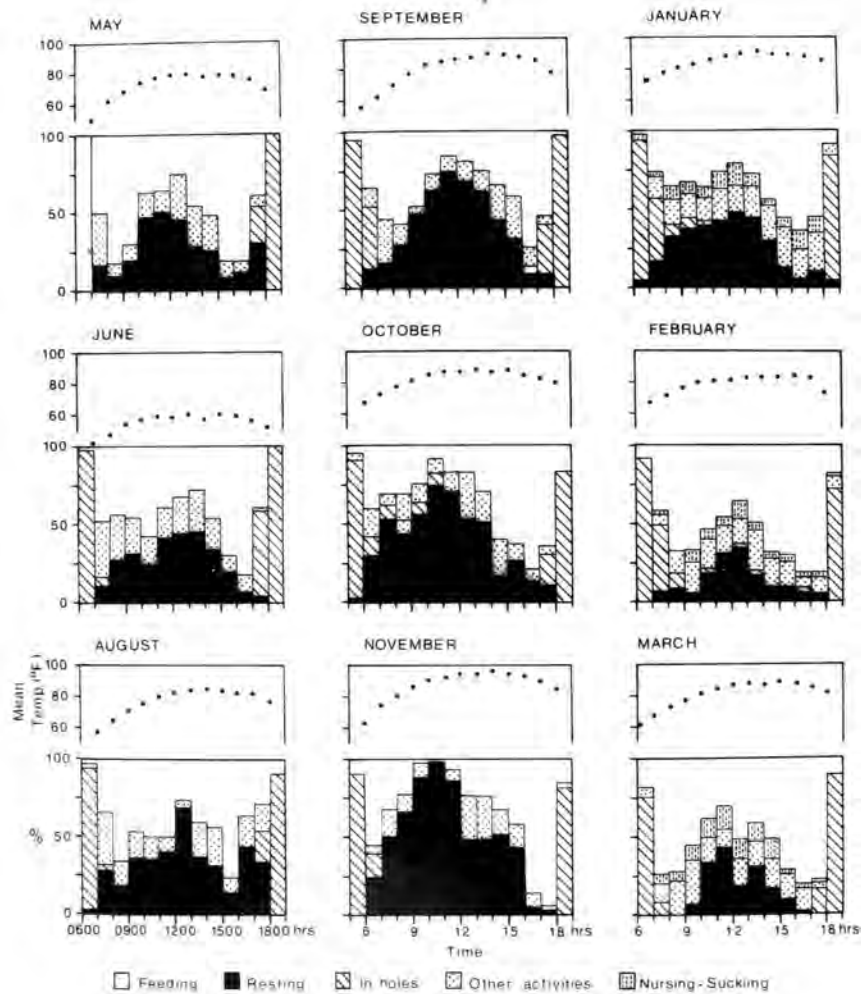 MAY
SEPTEMBER
JANUARY
100
80
60
100
50
0
JUNE
OCTOBER
FEBRUARY
100
80
60
100
50
0
AUGUST
NOVEMBER
MARCH
Mean
Temp (°F)
100
80
60
%
100
50
0
0600 0900 1200 1500 1800 hrs
6 9 12 15 18 hrs
6 9 12 15 18 hrs
Time
Feeding Resting In holes Other activities Nursing-Sucking